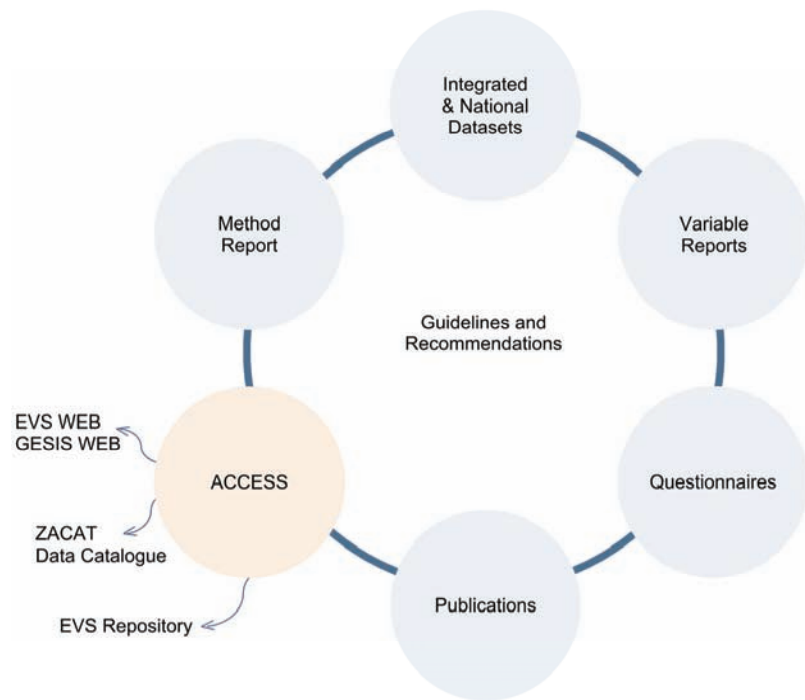 Integrated
& National
Datasets
Method
Report
Variable
Reports
Guidelines and
Recommendations
EVS WEB
GESIS WEB
ACCESS
Questionnaires
ZACAT
Data Catalogue
Publications
EVS Repository